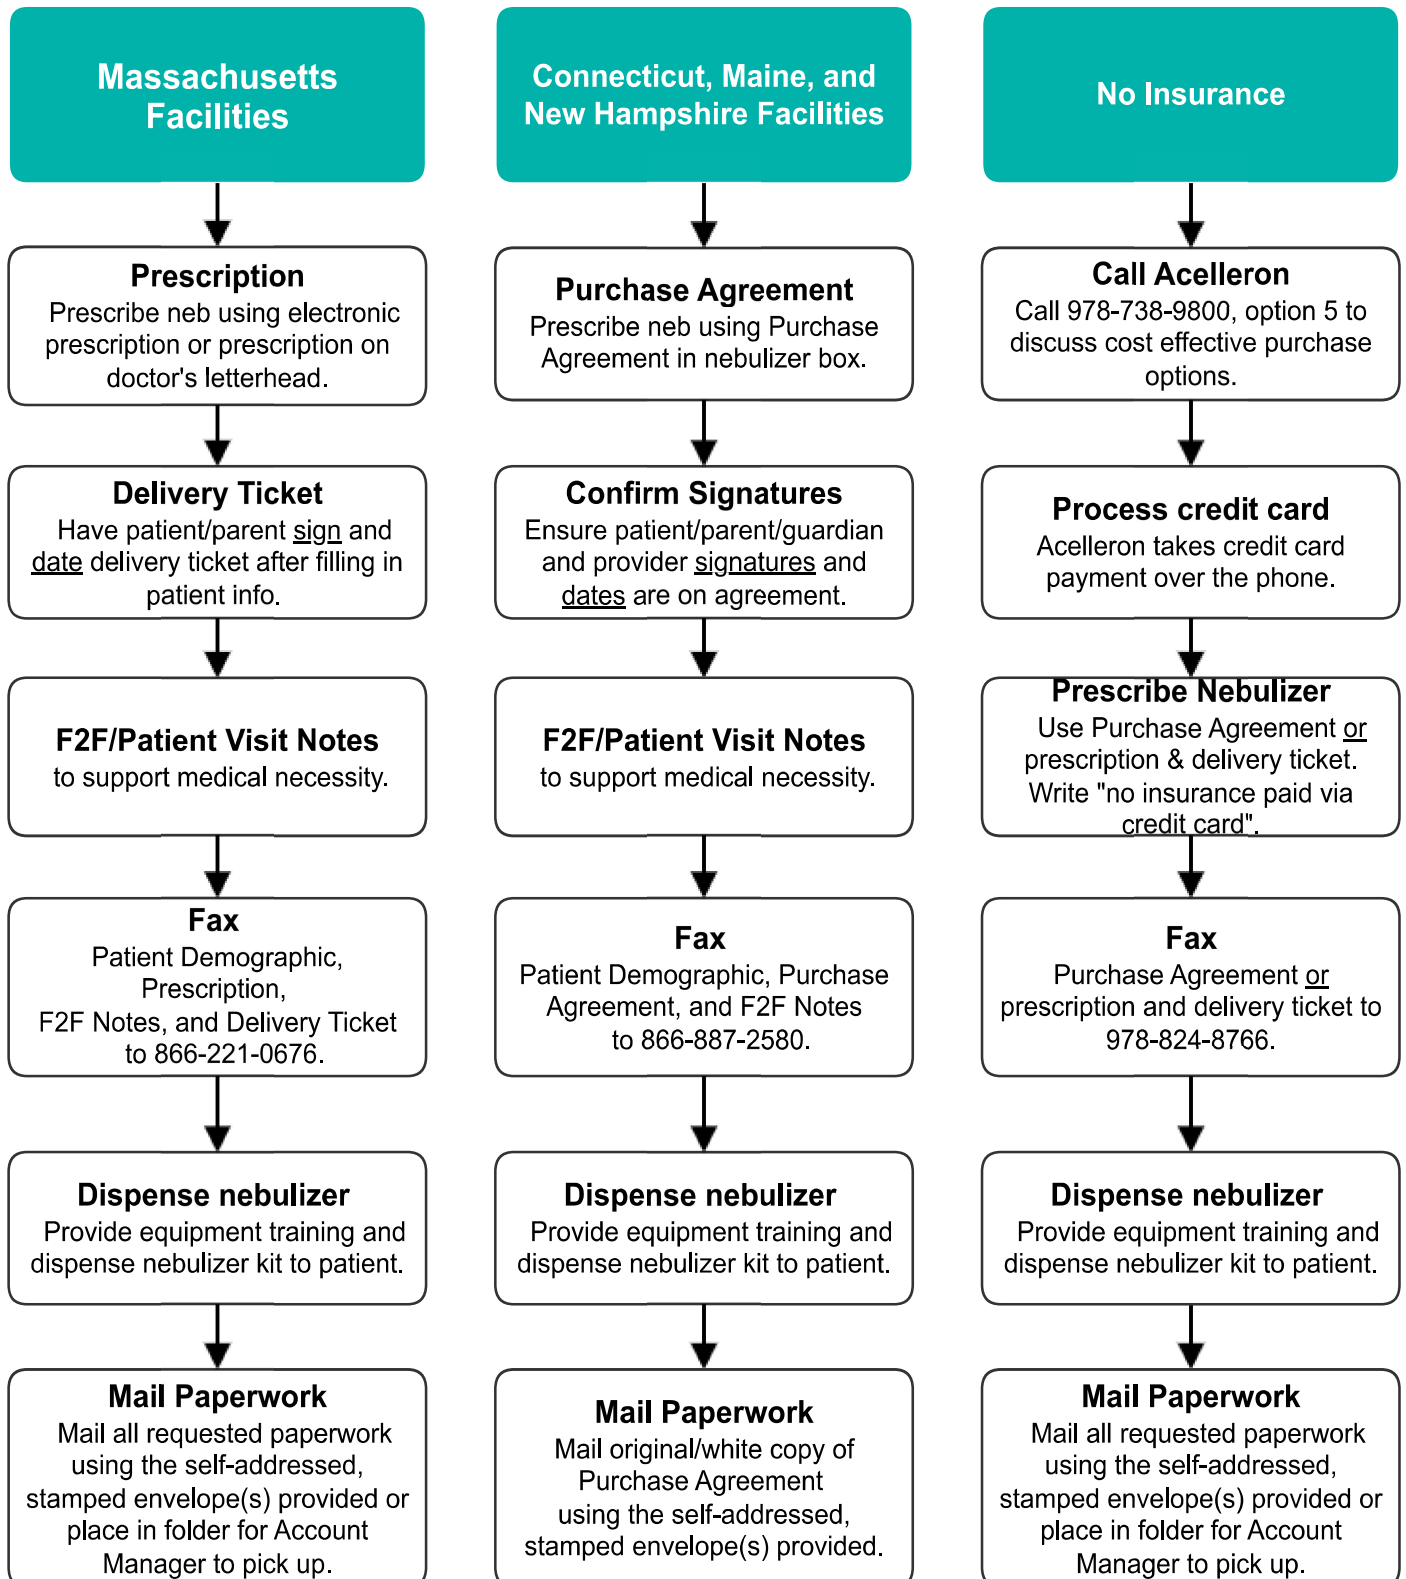 Massachusetts
Facilities
Prescription
Prescribe neb using electronic
prescription or prescription on
doctor's letterhead.
Delivery Ticket
Have patient/parent sign and
date delivery ticket after filling in
patient info.
F2F/Patient Visit Notes
to support medical necessity.
Fax
Patient Demographic,
Prescription,
F2F Notes, and Delivery Ticket
to 866-221-0676.
Dispense nebulizer
Provide equipment training and
dispense nebulizer kit to patient.
Mail Paperwork
Mail all requested paperwork
using the self-addressed,
stamped envelope(s) provided or
place in folder for Account
Manager to pick up.
Connecticut, Maine, and
New Hampshire Facilities
Purchase Agreement
Prescribe neb using Purchase
Agreement in nebulizer box.
Confirm Signatures
Ensure patient/parent/guardian
and provider signatures and
dates are on agreement.
F2F/Patient Visit Notes
to support medical necessity.
Fax
Patient Demographic, Purchase
Agreement, and F2F Notes
to 866-887-2580.
Dispense nebulizer
Provide equipment training and
dispense nebulizer kit to patient.
Mail Paperwork
Mail original/white copy of
Purchase Agreement
using the self-addressed,
stamped envelope(s) provided.
No Insurance
Call Acelleron
Call 978-738-9800, option 5 to
discuss cost effective purchase
options.
Process credit card
Acelleron takes credit card
payment over the phone.
Prescribe Nebulizer
Use Purchase Agreement or
prescription & delivery ticket.
Write "no insurance paid via
credit card".
Fax
Purchase Agreement or
prescription and delivery ticket to
978-824-8766.
Dispense nebulizer
Provide equipment training and
dispense nebulizer kit to patient.
Mail Paperwork
Mail all requested paperwork
using the self-addressed,
stamped envelope(s) provided or
place in folder for Account
Manager to pick up.